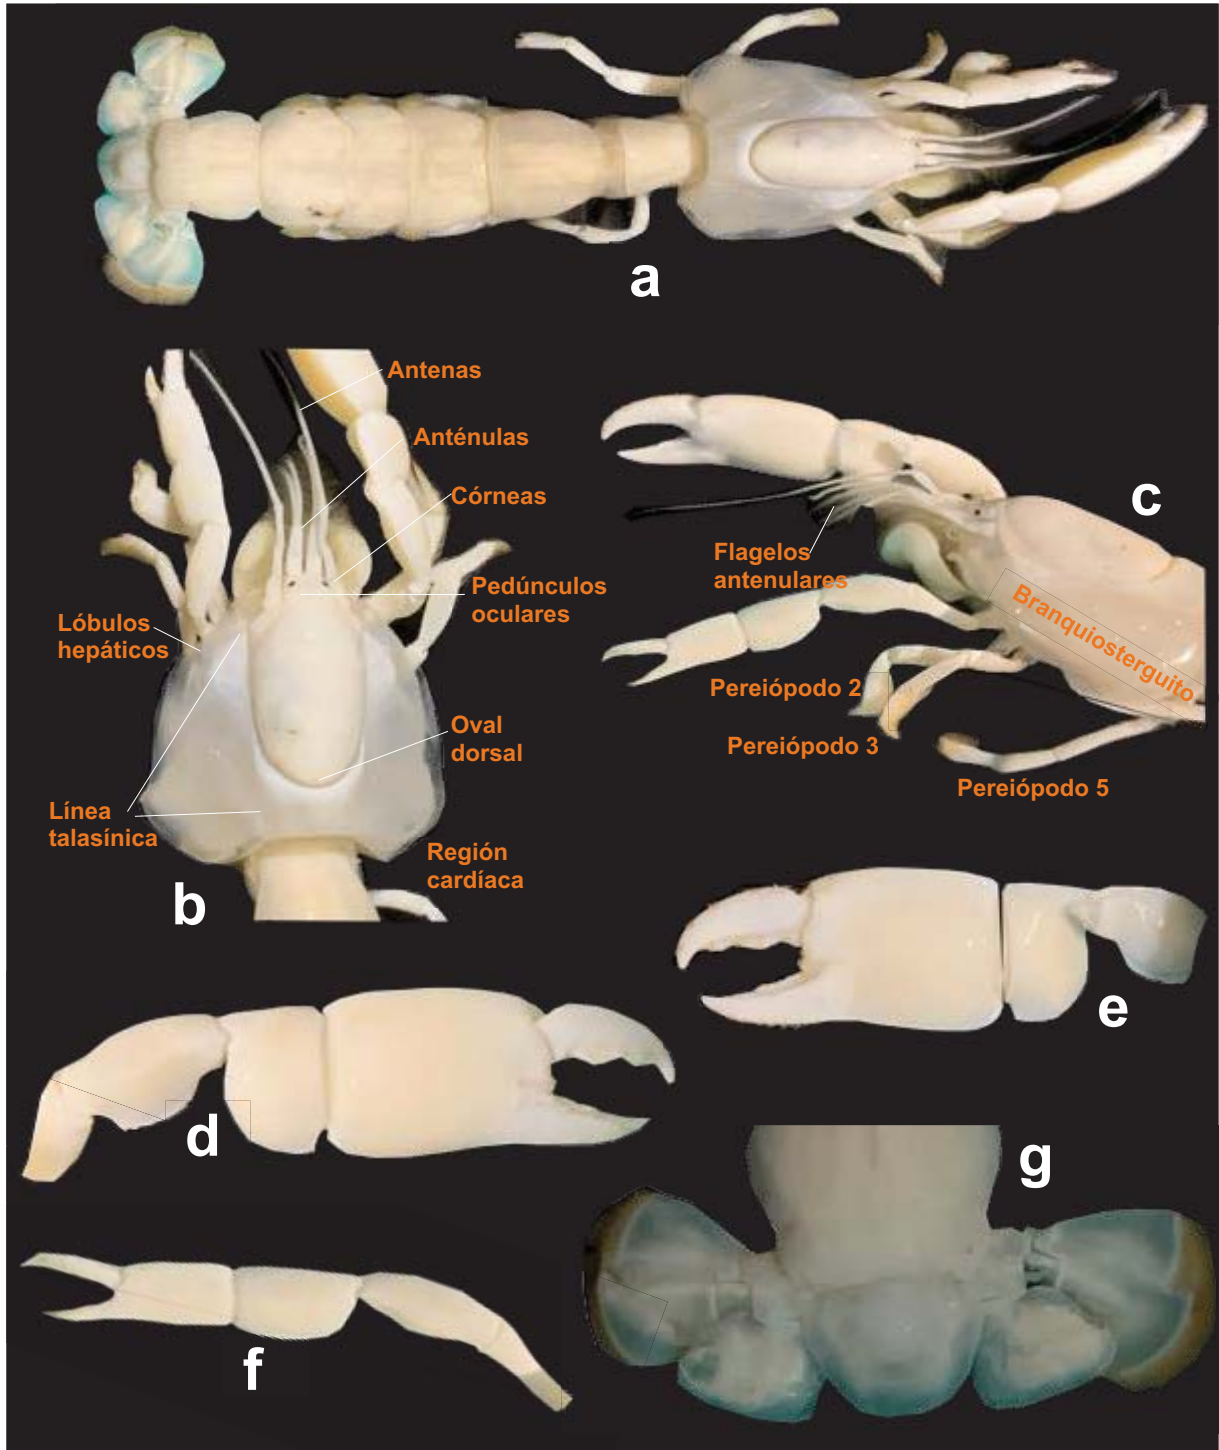 a
Antenas
Anténulas
Córneas
Pedúnculos
oculares
Lóbulos
hepáticos
Oval
dorsal
Línea
talasínica
Región
cardíaca
b
c
Flagelos
antenulares
Branquiosterguito
Pereiópodo 2
Pereiópodo 3
Pereiópodo 5
d
e
f
g